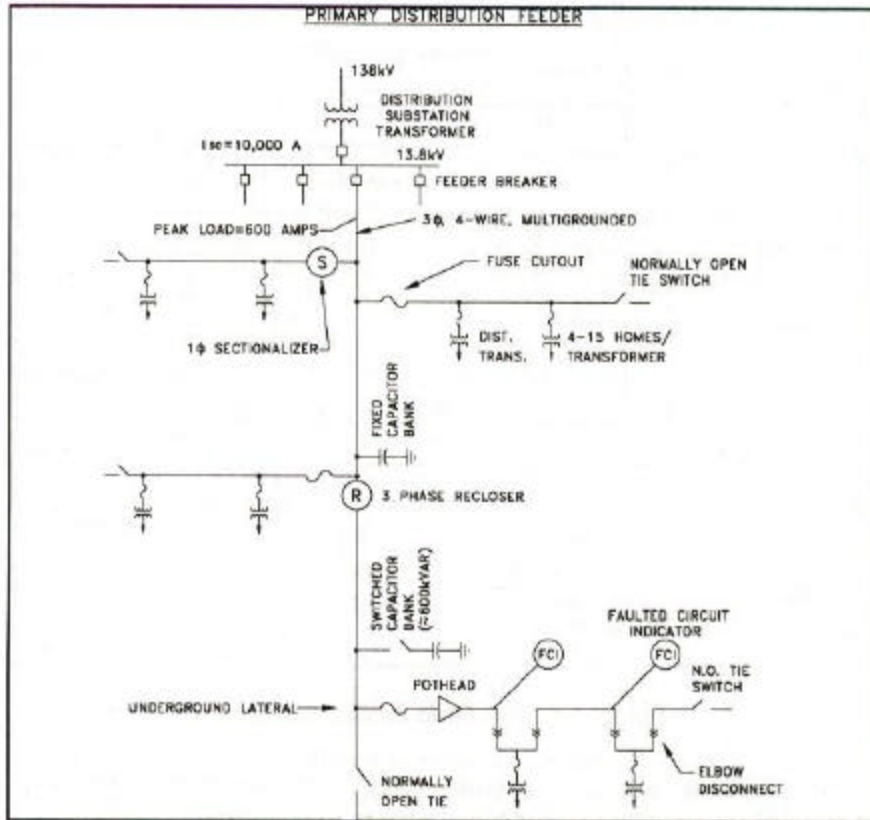 PRIMARY DISTRIBUTION FEEDER
138kV
DISTRIBUTION
SUBSTATION
TRANSFORMER
Isc=10,000 A
13.8kV
FEEDER BREAKER
PEAK LOAD=600 AMPS
3ϕ, 4-WIRE, MULTIGROUNDED
S
FUSE CUTOUT
NORMALLY OPEN
TIE SWITCH
1ϕ SECTIONALIZER
DIST.
TRANS.
4-15 HOMES/
TRANSFORMER
FIXED
CAPACITOR
BANK
R
3 PHASE RECLOSER
SWITCHED
CAPACITOR
BANK
(=600kVAR)
FAULTED CIRCUIT
INDICATOR
FCI
FCI
N.O. TIE
SWITCH
POTHEAD
UNDERGROUND LATERAL
ELBOW
DISCONNECT
NORMALLY
OPEN TIE